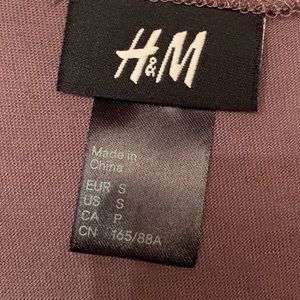 H&M
Made in
China
EUR S
US S
CA P
CN 165/88A